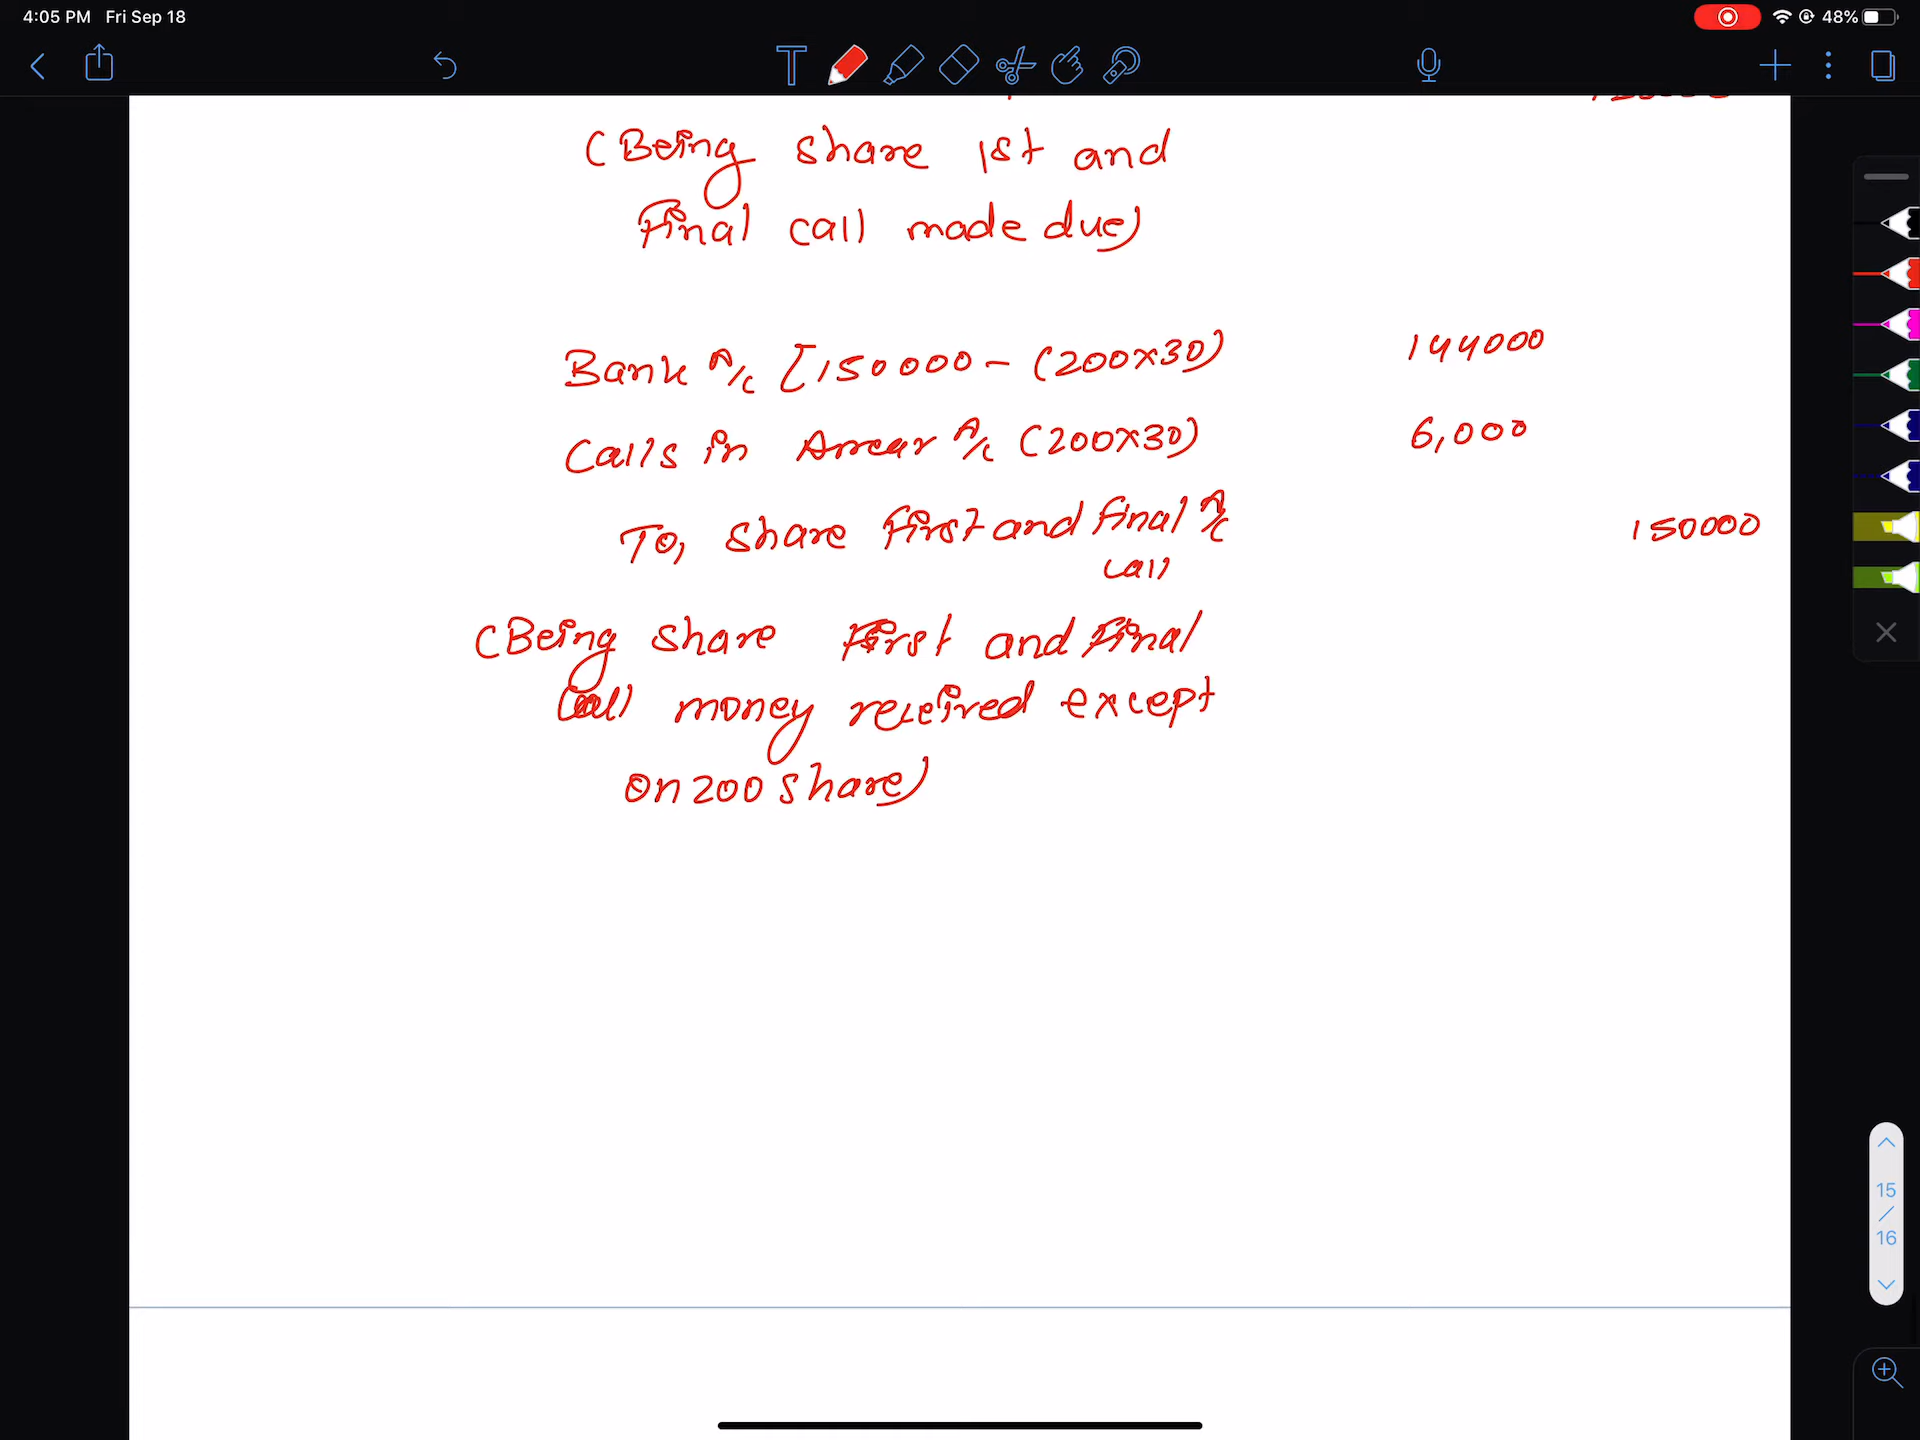 4:05 PM Fri Sep 18
48%
(Being share 1st and
Final call made due)
Bank A/c [150000 - (200x30) 144000
Calls in Arrear A/c (200x30) 6,000
To, share first and final A/c 150000
call
(Being share First and Final
Call money received except
on 200 share)
15
/
16